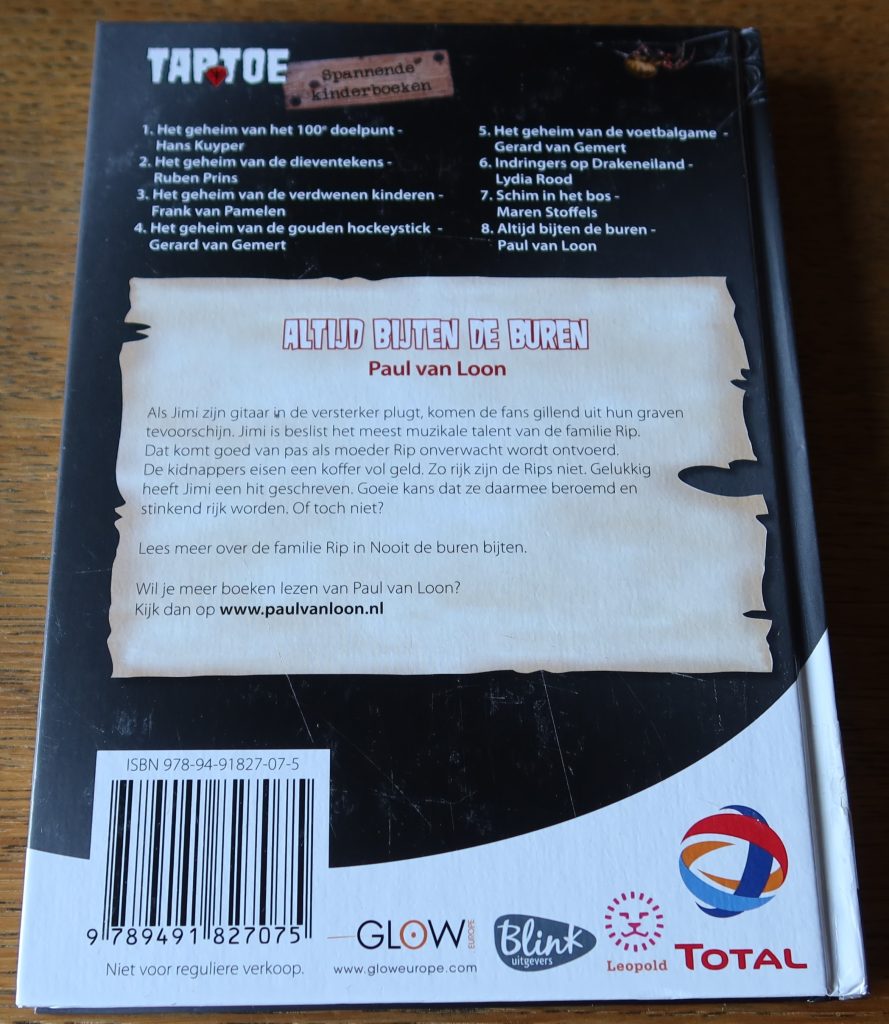 TAPTOE
Spannende
kinderboeken
1. Het geheim van het 100e doelpunt -
Hans Kuyper
2. Het geheim van de dieventekens -
Ruben Prins
3. Het geheim van de verdwenen kinderen -
Frank van Pamelen
4. Het geheim van de gouden hockeystick -
Gerard van Gemert
5. Het geheim van de voetbalgame -
Gerard van Gemert
6. Indringers op Drakeneiland -
Lydia Rood
7. Schim in het bos -
Maren Stoffels
8. Altijd bijten de buren -
Paul van Loon
ALTIJD BIJTEN DE BUREN
Paul van Loon
Als Jimi zijn gitaar in de versterker plugt, komen de fans gillend uit hun graven
tevoorschijn. Jimi is beslist het meest muzikale talent van de familie Rip.
Dat komt goed van pas als moeder Rip onverwacht wordt ontvoerd.
De kidnappers eisen een koffer vol geld. Zo rijk zijn de Rips niet. Gelukkig
heeft Jimi een hit geschreven. Goeie kans dat ze daarmee beroemd en
stinkend rijk worden. Of toch niet?
Lees meer over de familie Rip in Nooit de buren bijten.
Wil je meer boeken lezen van Paul van Loon?
Kijk dan op www.paulvanloon.nl
ISBN 978-94-91827-07-5
9 789491 827075
Niet voor reguliere verkoop.
GLOW EUROPE
www.gloweurope.com
Blink
uitgevers
Leopold
TOTAL